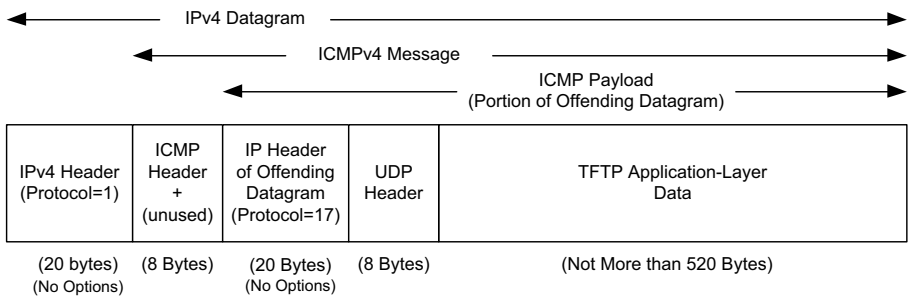 IPv4 Datagram
ICMPv4 Message
ICMP Payload
(Portion of Offending Datagram)
IPv4 Header
(Protocol=1)
ICMP
Header
+
(unused)
IP Header
of Offending
Datagram
(Protocol=17)
UDP
Header
TFTP Application-Layer
Data
(20 bytes)
(No Options)
(8 Bytes)
(20 Bytes)
(No Options)
(8 Bytes)
(Not More than 520 Bytes)